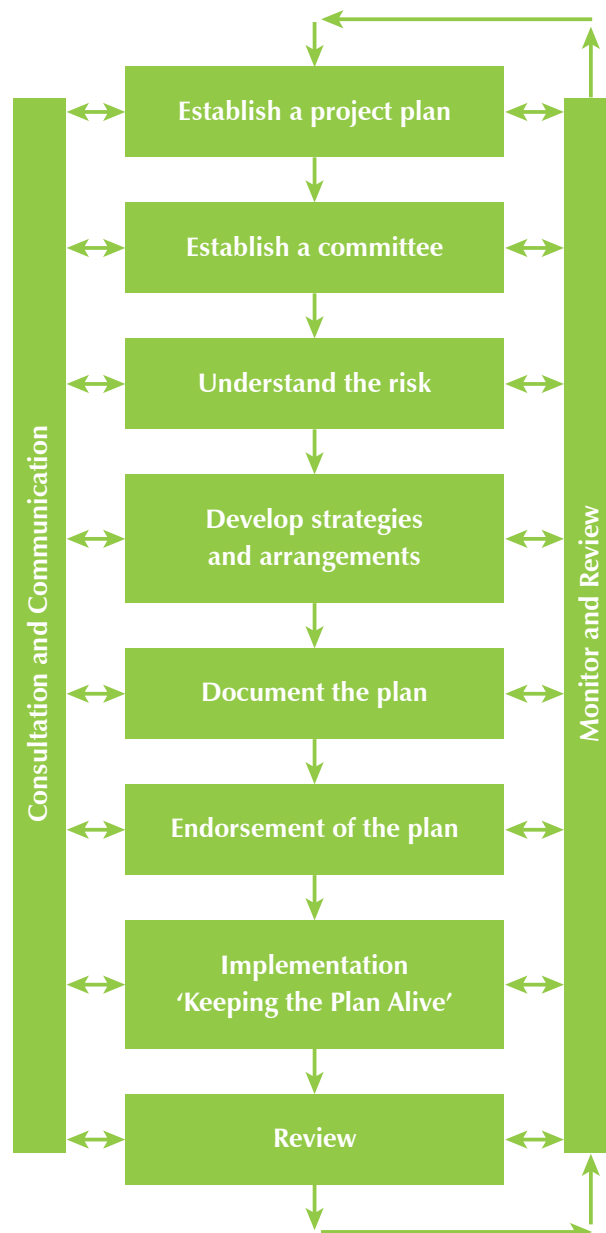 Establish a project plan
Establish a committee
Understand the risk
Develop strategies
and arrangements
Document the plan
Endorsement of the plan
Implementation
‘Keeping the Plan Alive’
Review
Consultation and Communication
Monitor and Review